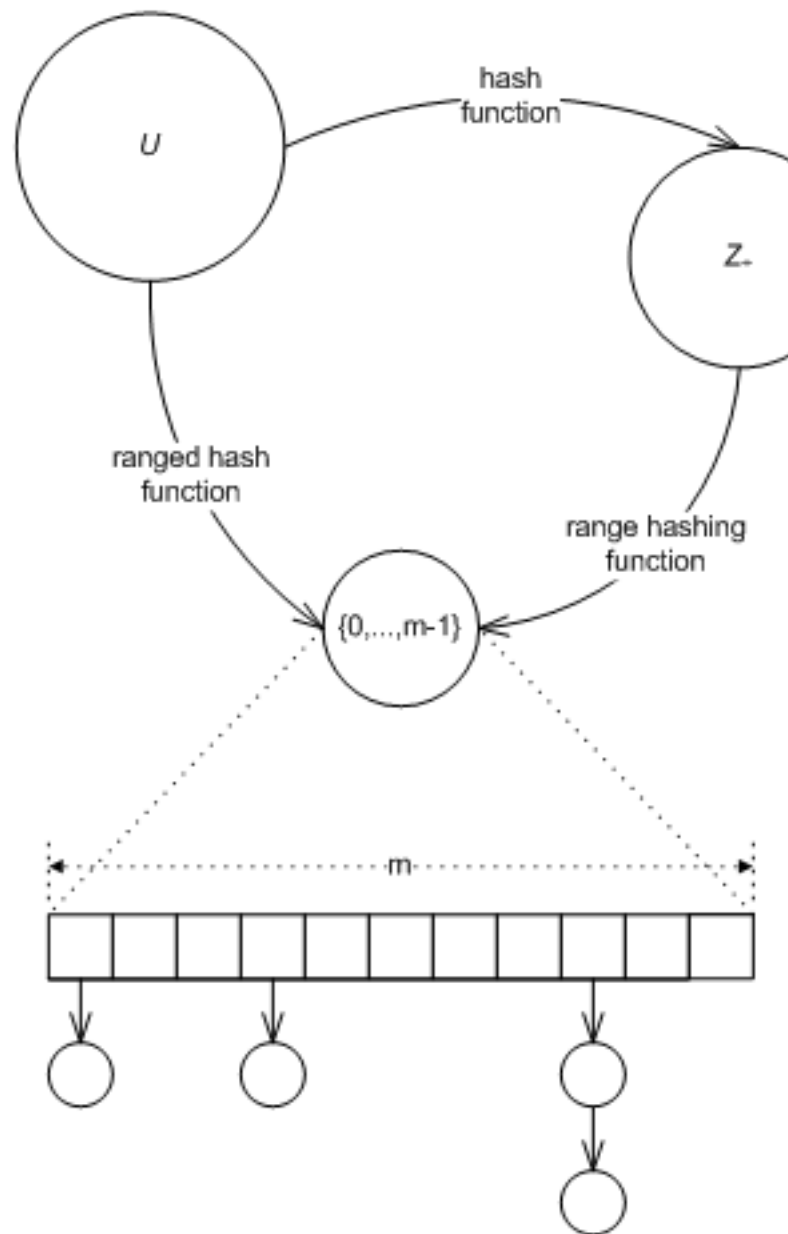 hash
function
U
Z₊
ranged hash
function
range hashing
function
{0,...,m-1}
m